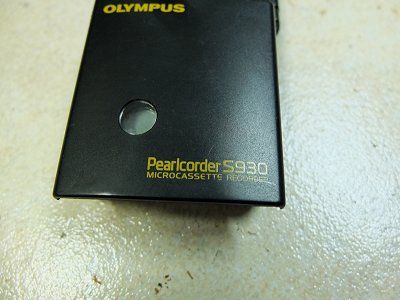 OLYMPUS
Pearlcorder S930
MICROCASSETTE RECORDER